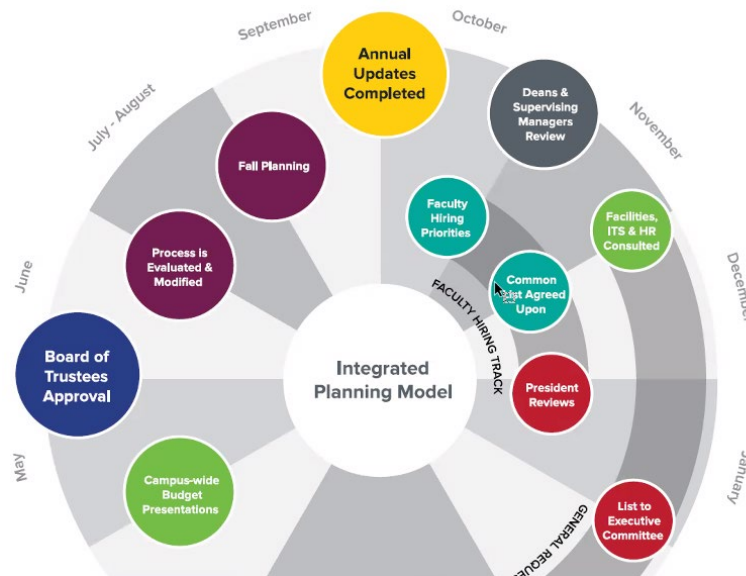 September
October
Annual
Updates
Completed
Deans &
Supervising
Managers
Review
July - August
November
Fall Planning
Faculty
Hiring
Priorities
Facilities,
ITS & HR
Consulted
Process is
Evaluated &
Modified
June
December
Common
Agreed
Upon
FACULTY HIRING TRACK
Board of
Trustees
Approval
Integrated
Planning Model
President
Reviews
May
January
Campus-wide
Budget
Presentations
List to
Executive
Committee
GENERAL